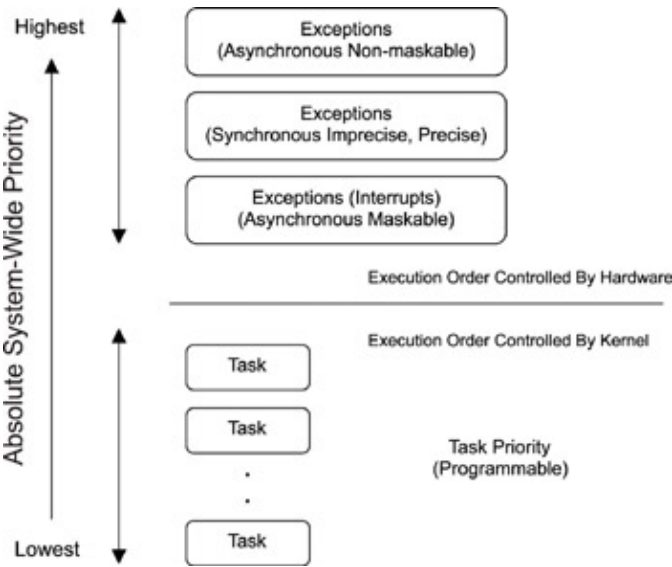 Highest
Exceptions
(Asynchronous Non-maskable)
Exceptions
(Synchronous Imprecise, Precise)
Exceptions (Interrupts)
(Asynchronous Maskable)
Absolute System-Wide Priority
Execution Order Controlled By Hardware
Execution Order Controlled By Kernel
Task
Task
Task Priority
(Programmable)
Task
Lowest